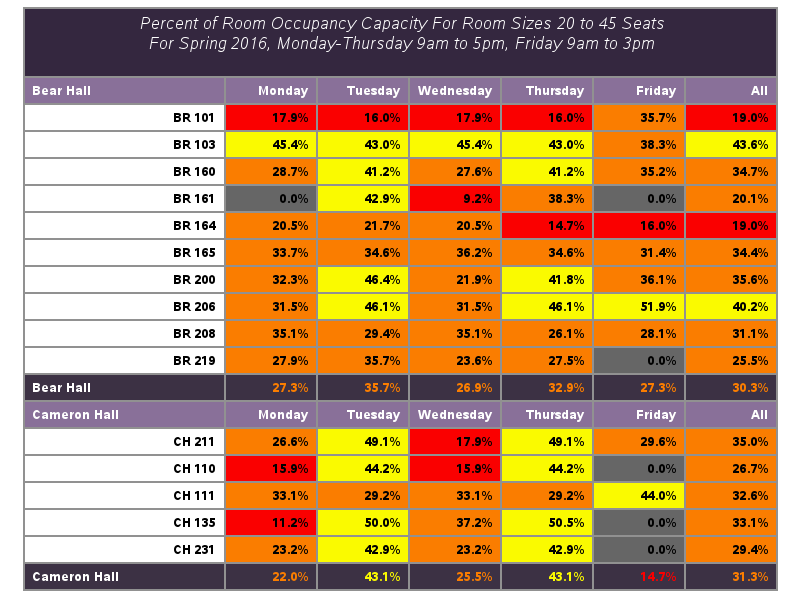 Percent of Room Occupancy Capacity For Room Sizes 20 to 45 Seats
For Spring 2016, Monday-Thursday 9am to 5pm, Friday 9am to 3pm
Bear Hall Monday Tuesday Wednesday Thursday Friday All
BR 101 17.9% 16.0% 17.9% 16.0% 35.7% 19.0%
BR 103 45.4% 43.0% 45.4% 43.0% 38.3% 43.6%
BR 160 28.7% 41.2% 27.6% 41.2% 35.2% 34.7%
BR 161 0.0% 42.9% 9.2% 38.3% 0.0% 20.1%
BR 164 20.5% 21.7% 20.5% 14.7% 16.0% 19.0%
BR 165 33.7% 34.6% 36.2% 34.6% 31.4% 34.4%
BR 200 32.3% 46.4% 21.9% 41.8% 36.1% 35.6%
BR 206 31.5% 46.1% 31.5% 46.1% 51.9% 40.2%
BR 208 35.1% 29.4% 35.1% 26.1% 28.1% 31.1%
BR 219 27.9% 35.7% 23.6% 27.5% 0.0% 25.5%
Bear Hall 27.3% 35.7% 26.9% 32.9% 27.3% 30.3%
Cameron Hall Monday Tuesday Wednesday Thursday Friday All
CH 211 26.6% 49.1% 17.9% 49.1% 29.6% 35.0%
CH 110 15.9% 44.2% 15.9% 44.2% 0.0% 26.7%
CH 111 33.1% 29.2% 33.1% 29.2% 44.0% 32.6%
CH 135 11.2% 50.0% 37.2% 50.5% 0.0% 33.1%
CH 231 23.2% 42.9% 23.2% 42.9% 0.0% 29.4%
Cameron Hall 22.0% 43.1% 25.5% 43.1% 14.7% 31.3%